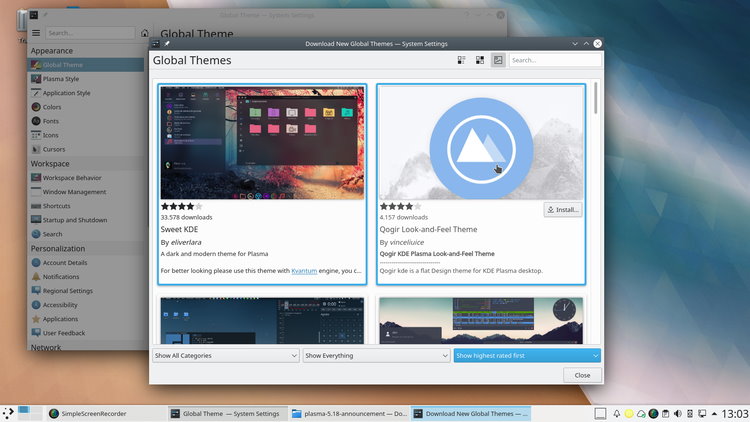 Global Theme — System Settings
Search...
Global Theme
Appearance
Global Theme
Plasma Style
Application Style
Colors
Fonts
Icons
Cursors
Workspace
Workspace Behavior
Window Management
Shortcuts
Startup and Shutdown
Search
Personalization
Account Details
Notifications
Regional Settings
Accessibility
Applications
User Feedback
Network
Download New Global Themes — System Settings
Global Themes
Search...
33.578 downloads
Sweet KDE
By eliverlara
A dark and modern theme for Plasma
For better looking please use this theme with Kvantum engine, you c...
4.157 downloads
Install...
Qogir Look-and-Feel Theme
By vinceliuice
Qogir KDE Plasma Look-and-Feel Theme
Qogir kde is a flat Design theme for KDE Plasma desktop.
Show All Categories
Show Everything
Show highest rated first
Close
SimpleScreenRecorder
Global Theme — System Settings
plasma-5.18-announcement — Do...
Download New Global Themes — ...
13:03